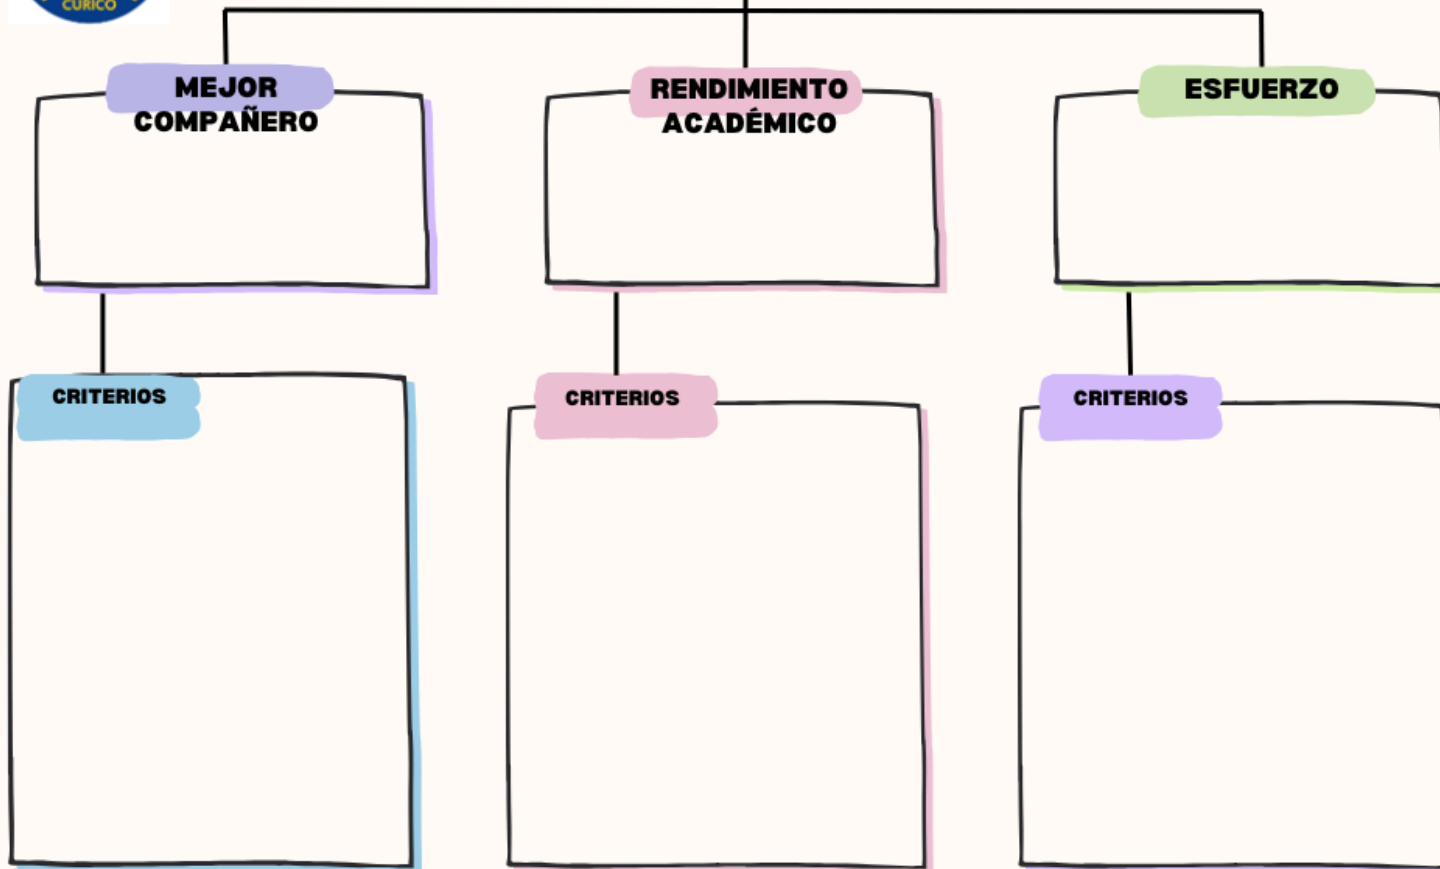 CURICO
MEJOR
COMPAÑERO
RENDIMIENTO
ACADÉMICO
ESFUERZO
CRITERIOS
CRITERIOS
CRITERIOS